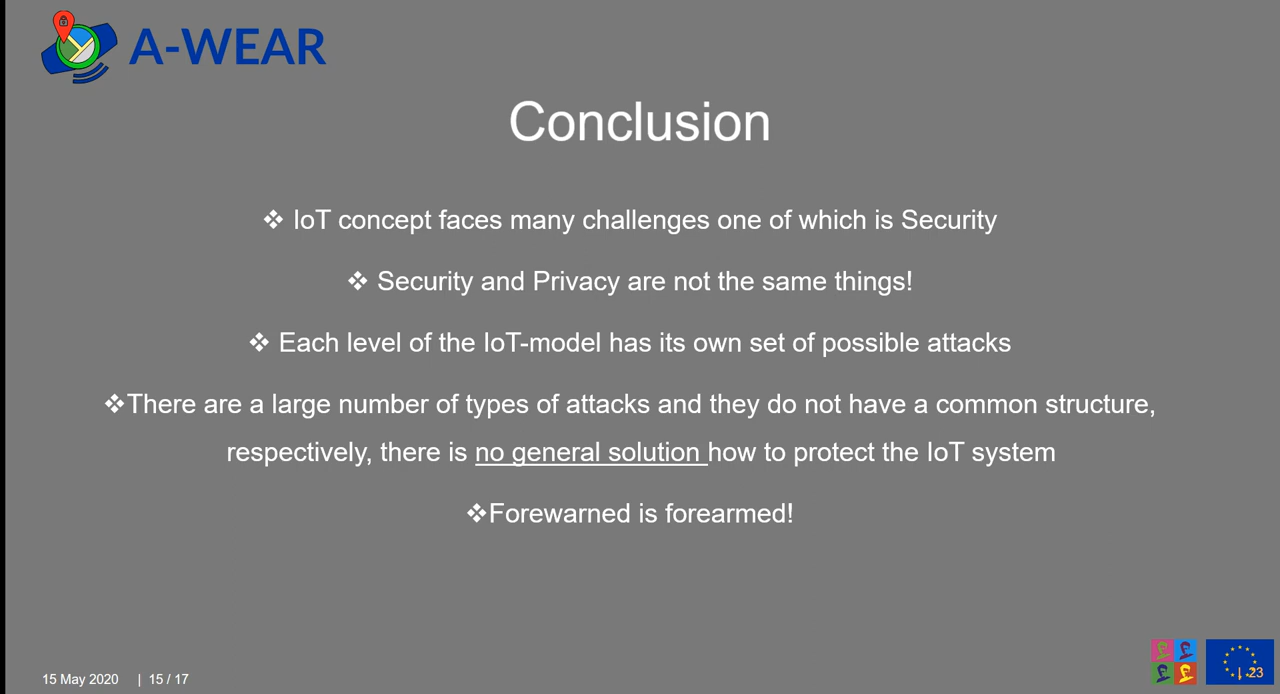 A-WEAR
Conclusion
❖ IoT concept faces many challenges one of which is Security
❖ Security and Privacy are not the same things!
❖ Each level of the IoT-model has its own set of possible attacks
❖There are a large number of types of attacks and they do not have a common structure,
respectively, there is no general solution how to protect the IoT system
❖Forewarned is forearmed!
15 May 2020 | 15 / 17
| 23